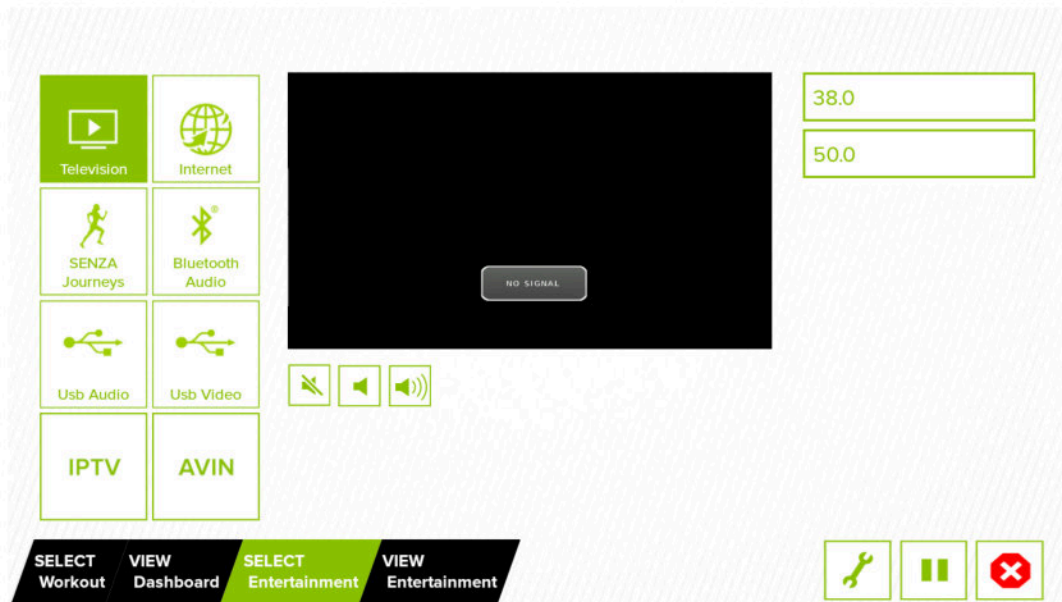 Television
Internet
38.0
50.0
SENZA
Journeys
Bluetooth
Audio
NO SIGNAL
Usb Audio
Usb Video
IPTV
AVIN
SELECT
Workout
VIEW
Dashboard
SELECT
Entertainment
VIEW
Entertainment